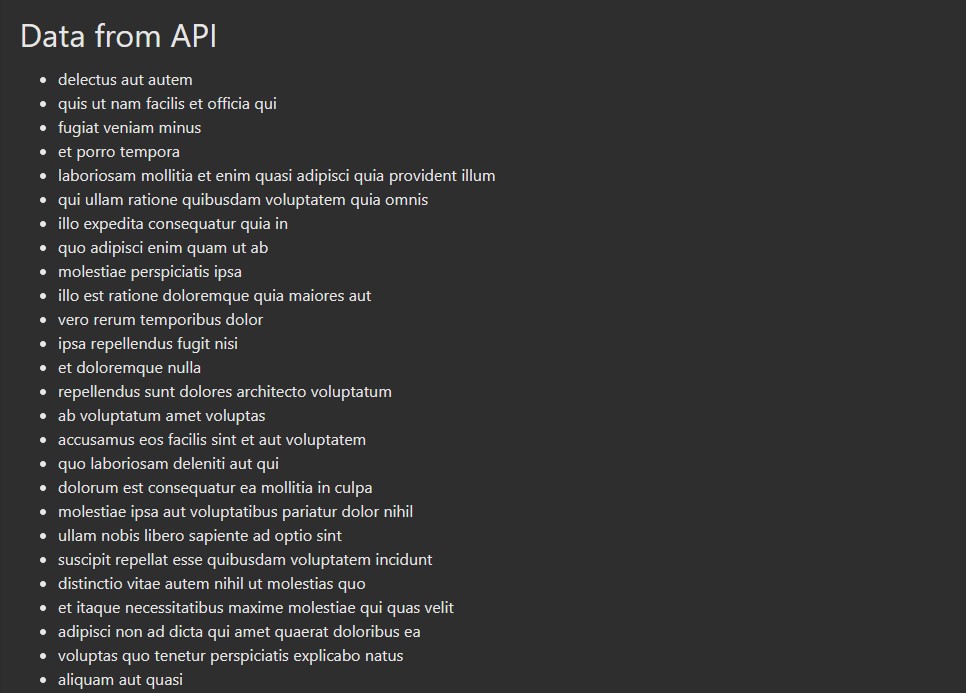 Data from API
delectus aut autem
quis ut nam facilis et officia qui
fugiat veniam minus
et porro tempora
laboriosam mollitia et enim quasi adipisci quia provident illum
qui ullam ratione quibusdam voluptatem quia omnis
illo expedita consequatur quia in
quo adipisci enim quam ut ab
molestiae perspiciatis ipsa
illo est ratione doloremque quia maiores aut
vero rerum temporibus dolor
ipsa repellendus fugit nisi
et doloremque nulla
repellendus sunt dolores architecto voluptatum
ab voluptatum amet voluptas
accusamus eos facilis sint et aut voluptatem
quo laboriosam deleniti aut qui
dolorum est consequatur ea mollitia in culpa
molestiae ipsa aut voluptatibus pariatur dolor nihil
ullam nobis libero sapiente ad optio sint
suscipit repellat esse quibusdam voluptatem incidunt
distinctio vitae autem nihil ut molestias quo
et itaque necessitatibus maxime molestiae qui quas velit
adipisci non ad dicta qui amet quaerat doloribus ea
voluptas quo tenetur perspiciatis explicabo natus
aliquam aut quasi